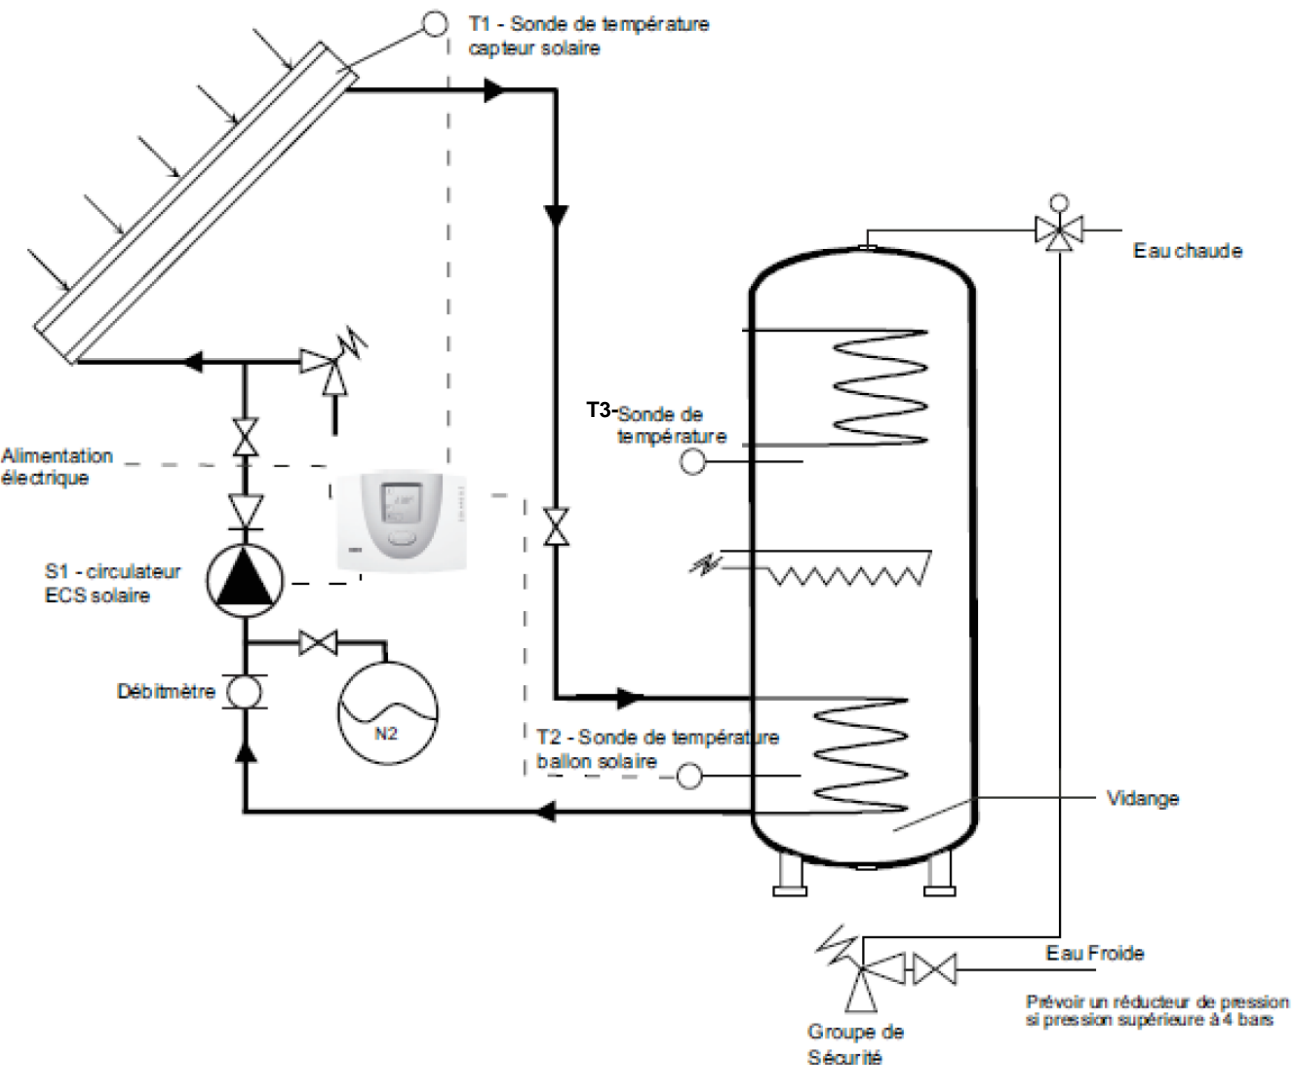 T1 - Sonde de température
capteur solaire
Eau chaude
T3-Sonde de
température
Alimentation
électrique
S1 - circulateur
ECS solaire
Débitmètre
N2
T2 - Sonde de température
ballon solaire
Vidange
Eau Froide
Prévoir un réducteur de pression
si pression supérieure à 4 bars
Groupe de
Sécurité